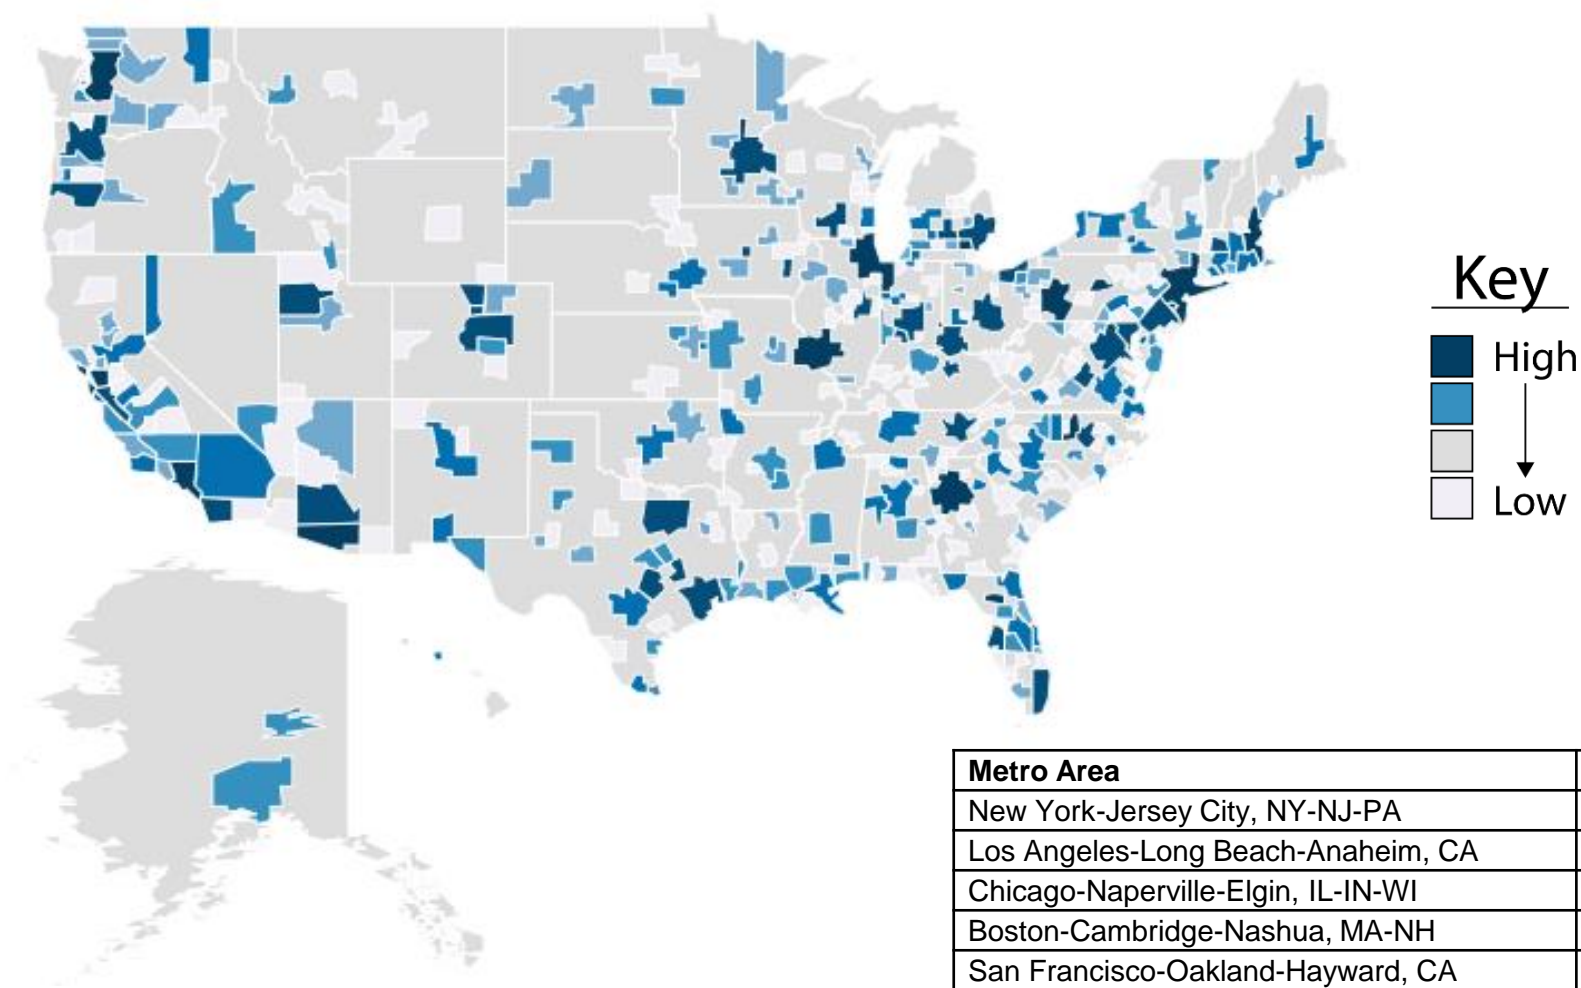 Key
High
Low
Metro Area
New York-Jersey City, NY-NJ-PA
Los Angeles-Long Beach-Anaheim, CA
Chicago-Naperville-Elgin, IL-IN-WI
Boston-Cambridge-Nashua, MA-NH
San Francisco-Oakland-Hayward, CA